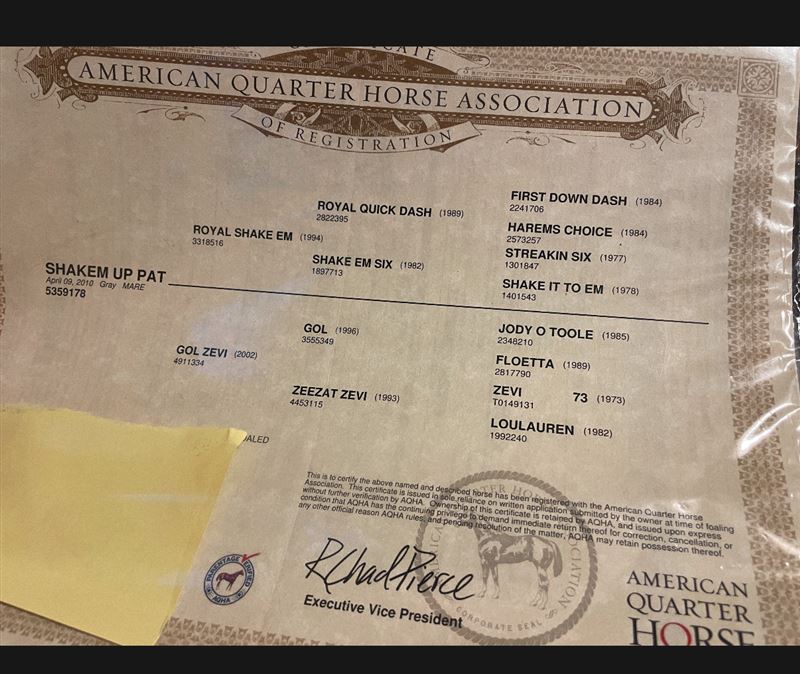 CERTIFICATE
AMERICAN QUARTER HORSE ASSOCIATION
OF REGISTRATION
FIRST DOWN DASH (1984)
2241706
ROYAL QUICK DASH (1989)
2822395
HAREMS CHOICE (1984)
2573257
ROYAL SHAKE EM (1994)
3318516
STREAKIN SIX (1977)
1301847
SHAKE EM SIX (1982)
1897713
SHAKE IT TO EM (1978)
1401543
SHAKEM UP PAT
April 09, 2010 Gray MARE
5359178
JODY O TOOLE (1985)
2348210
GOL (1996)
3555349
FLOETTA (1989)
2817790
GOL ZEVI (2002)
4911334
ZEVI 73 (1973)
T0149131
ZEEZAT ZEVI (1993)
4453115
LOULAUREN (1982)
1992240
ALED
This is to certify the above named and described horse has been registered with the American Quarter Horse
Association. This certificate is issued in sole reliance on written application submitted by the owner at time of foaling
without further verification by AQHA. Ownership of this certificate is retained by AQHA, and issued upon express
condition that AQHA has the continuing privilege to demand immediate return thereof for correction, cancellation, or
any other official reason AQHA rules, and pending resolution of the matter, AQHA may retain possession thereof.
PARENTAGE VERIFIED
AQHA
R Chad Pierce
Executive Vice President
CORPORATE SEAL
AMERICAN
QUARTER
HORSE